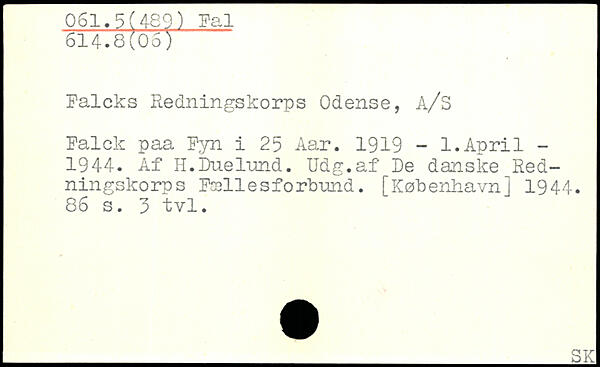 061.5(489) Fal
614.8(06)
Falcks Redningskorps Odense, A/S
Falck paa Fyn i 25 Aar. 1919 - 1.April -
1944. Af H.Duelund. Udg.af De danske Red-
ningskorps Fællesforbund. [København] 1944.
86 s. 3 tvl.
SK